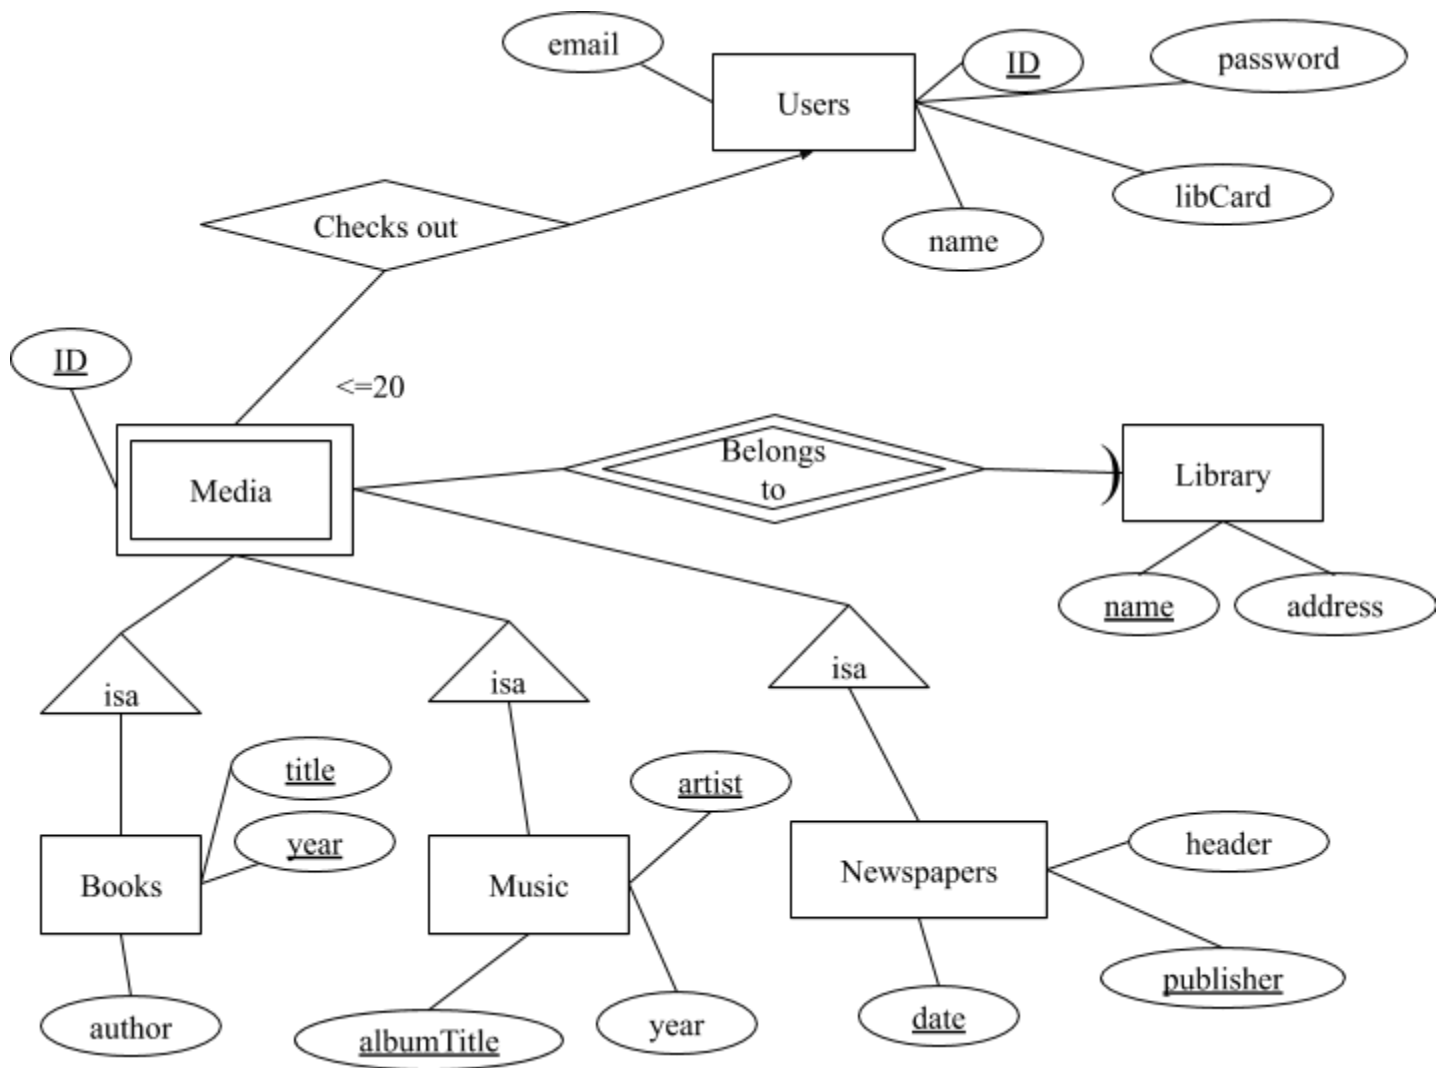 email
ID
password
Users
libCard
Checks out
name
ID
<=20
Belongs
to
Media
Library
name
address
isa
isa
isa
title
artist
year
header
Books
Music
Newspapers
publisher
author
albumTitle
year
date